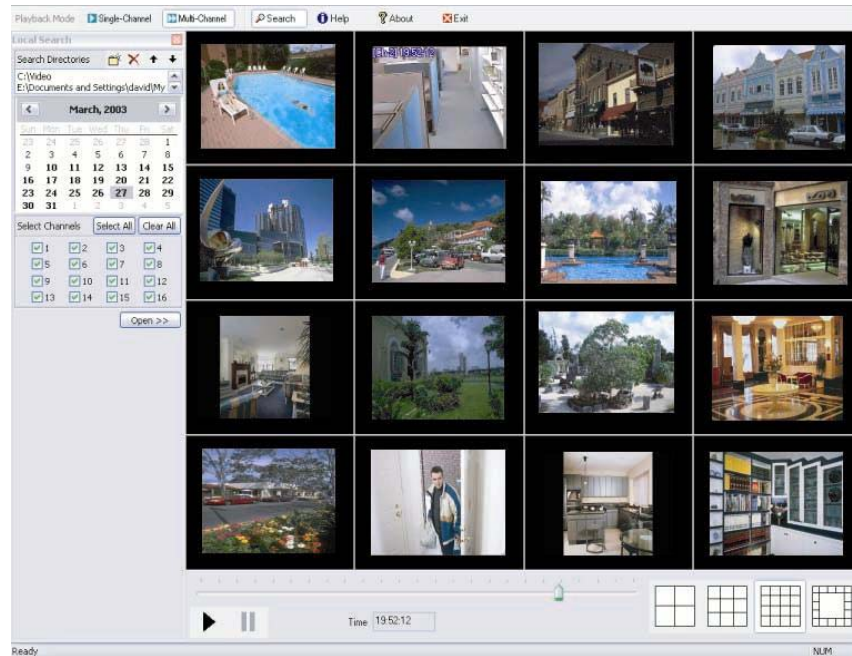 Playback Mode Single-Channel Multi-Channel Search Help About Exit
Local Search
Search Directories
C:\Video
E:\Documents and Settings\david\My
March, 2003
Sun Mon Tue Wed Thu Fri Sat
23 24 25 26 27 28 1
2 3 4 5 6 7 8
9 10 11 12 13 14 15
16 17 18 19 20 21 22
23 24 25 26 27 28 29
30 31 1 2 3 4 5
Select Channels Select All Clear All
1 2 3 4
5 6 7 8
9 10 11 12
13 14 15 16
Open >>
[Ch2] 19:52:12
Time 19:52:12
Ready NUM